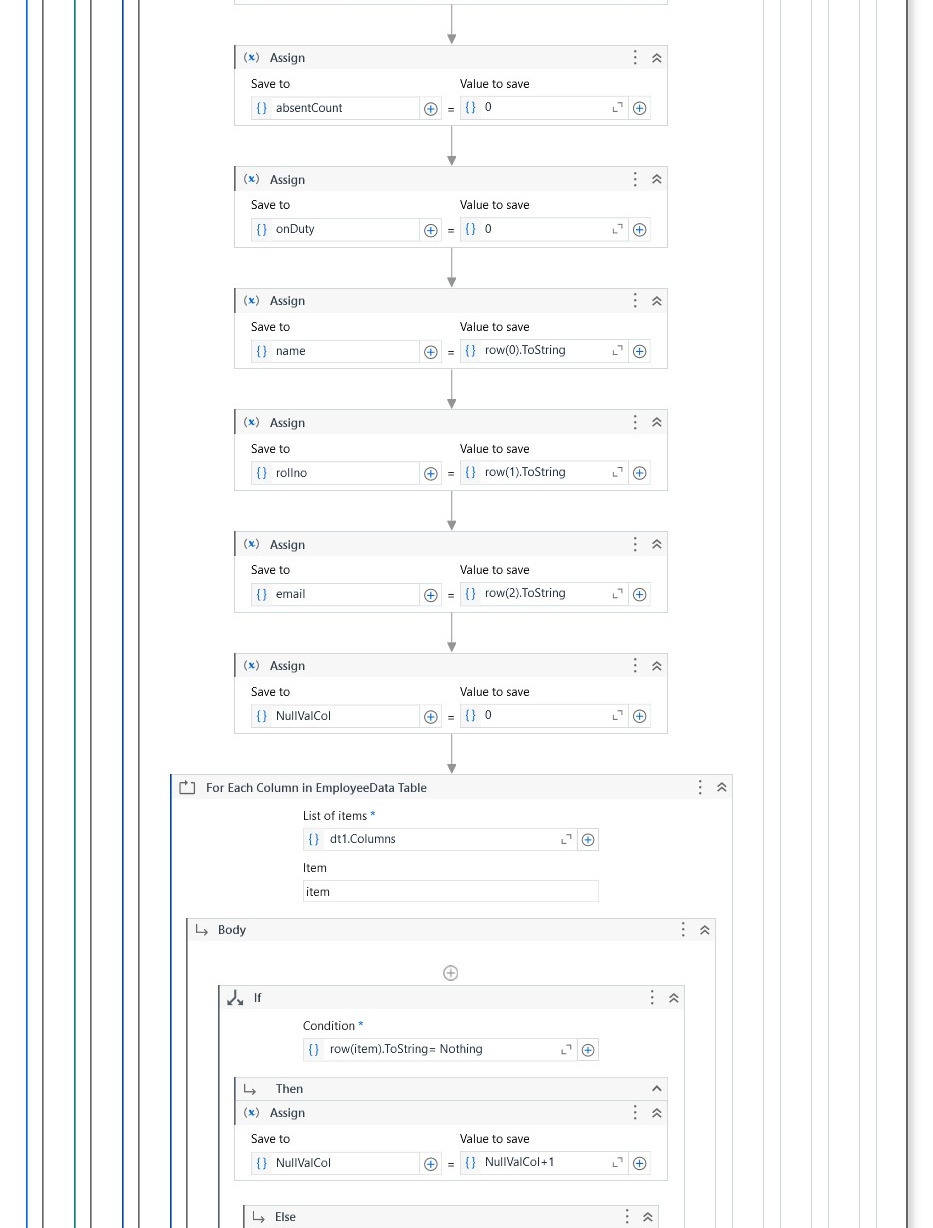 Assign
Save to Value to save
absentCount = 0
Assign
Save to Value to save
onDuty = 0
Assign
Save to Value to save
name = row(0).ToString
Assign
Save to Value to save
rollno = row(1).ToString
Assign
Save to Value to save
email = row(2).ToString
Assign
Save to Value to save
NullValCol = 0
For Each Column in EmployeeData Table
List of items *
dt1.Columns
Item
item
Body
If
Condition *
row(item).ToString= Nothing
Then
Assign
Save to Value to save
NullValCol = NullValCol+1
Else